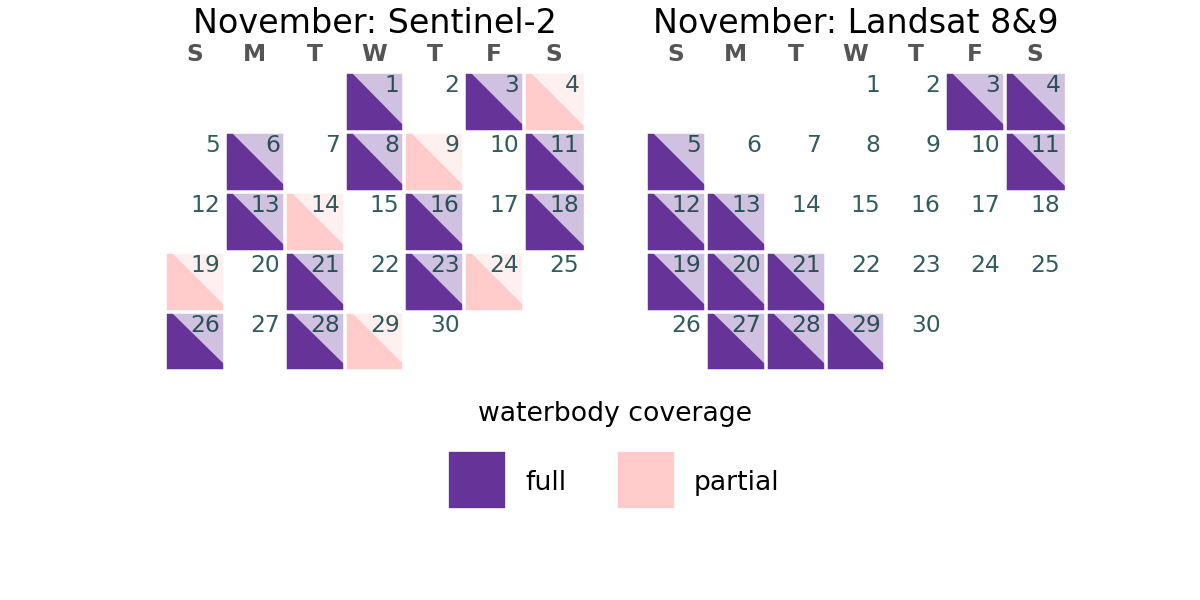 November: Sentinel-2
S M T W T F S
1 2 3 4
5 6 7 8 9 10 11
12 13 14 15 16 17 18
19 20 21 22 23 24 25
26 27 28 29 30
November: Landsat 8&9
S M T W T F S
1 2 3 4
5 6 7 8 9 10 11
12 13 14 15 16 17 18
19 20 21 22 23 24 25
26 27 28 29 30
waterbody coverage
full partial